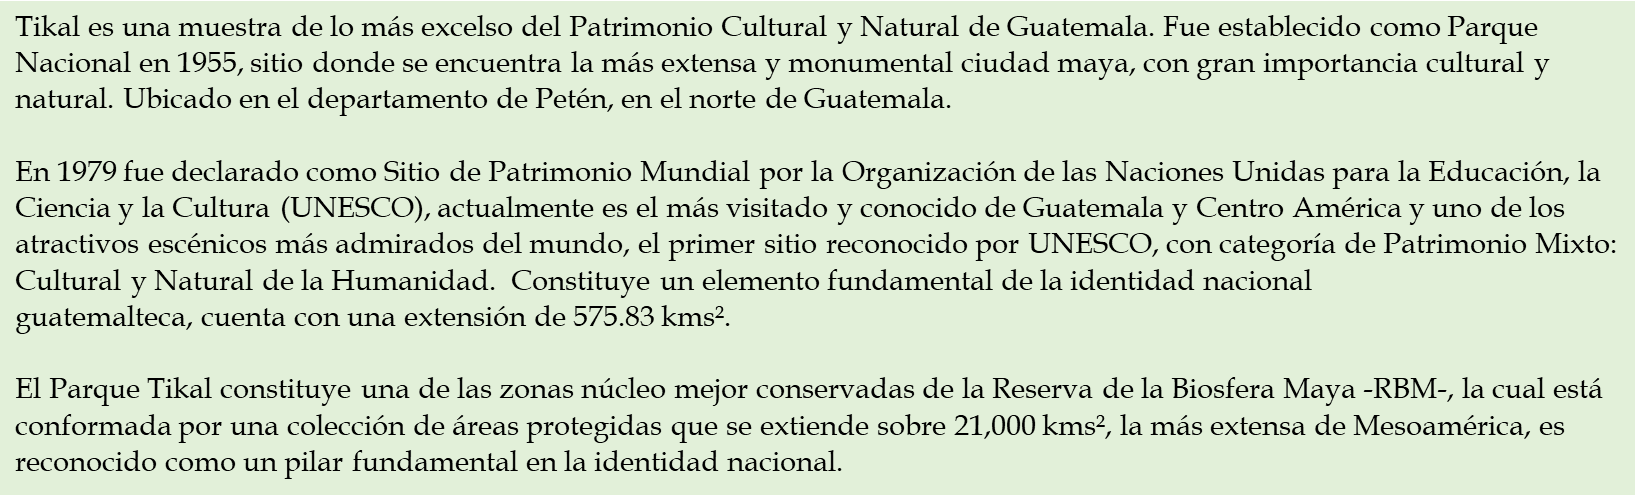 Tikal es una muestra de lo más excelso del Patrimonio Cultural y Natural de Guatemala. Fue establecido como Parque
Nacional en 1955, sitio donde se encuentra la más extensa y monumental ciudad maya, con gran importancia cultural y
natural. Ubicado en el departamento de Petén, en el norte de Guatemala.
En 1979 fue declarado como Sitio de Patrimonio Mundial por la Organización de las Naciones Unidas para la Educación, la
Ciencia y la Cultura (UNESCO), actualmente es el más visitado y conocido de Guatemala y Centro América y uno de los
atractivos escénicos más admirados del mundo, el primer sitio reconocido por UNESCO, con categoría de Patrimonio Mixto:
Cultural y Natural de la Humanidad.  Constituye un elemento fundamental de la identidad nacional
guatemalteca, cuenta con una extensión de 575.83 kms².
El Parque Tikal constituye una de las zonas núcleo mejor conservadas de la Reserva de la Biosfera Maya -RBM-, la cual está
conformada por una colección de áreas protegidas que se extiende sobre 21,000 kms², la más extensa de Mesoamérica, es
reconocido como un pilar fundamental en la identidad nacional.